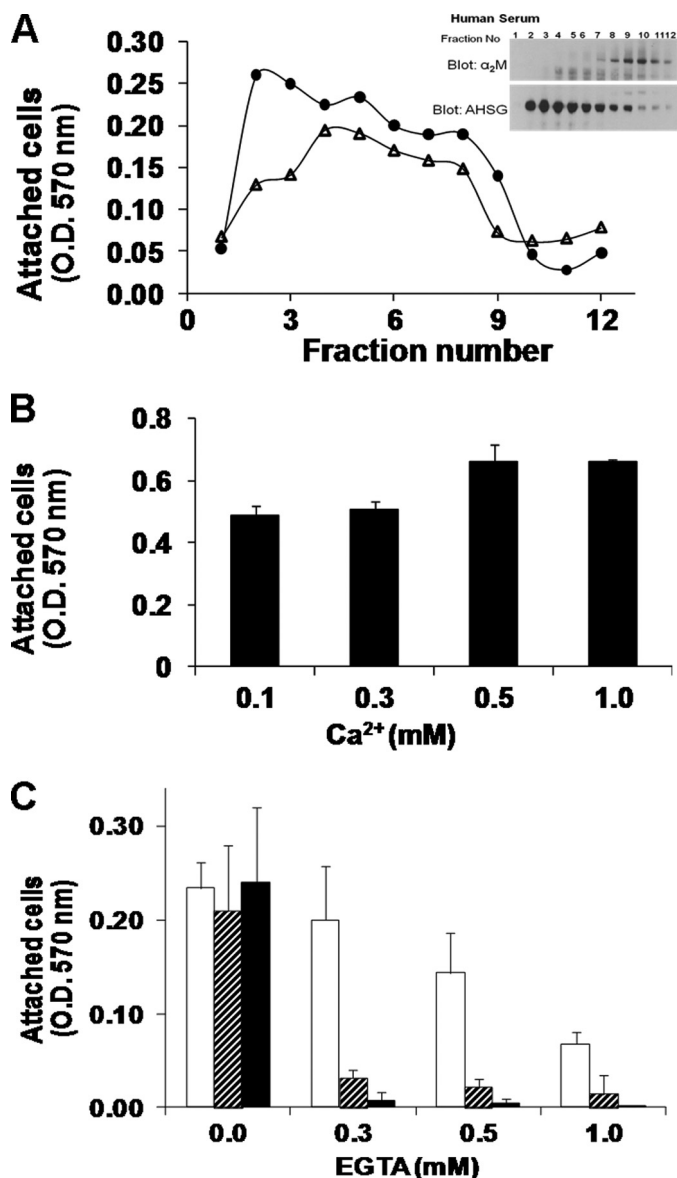 A
Human Serum
Fraction No 1 2 3 4 5 6 7 8 9 10 11 12
Blot: α₂M
Blot: AHSG
Attached cells
(O.D. 570 nm)
0.30
0.25
0.20
0.15
0.10
0.05
0.00
0 3 6 9 12
Fraction number
B
Attached cells
(O.D. 570 nm)
0.8
0.6
0.4
0.2
0
0.1 0.3 0.5 1.0
Ca²⁺ (mM)
C
Attached cells
(O.D. 570 nm)
0.30
0.20
0.10
0.00
0.0 0.3 0.5 1.0
EGTA (mM)